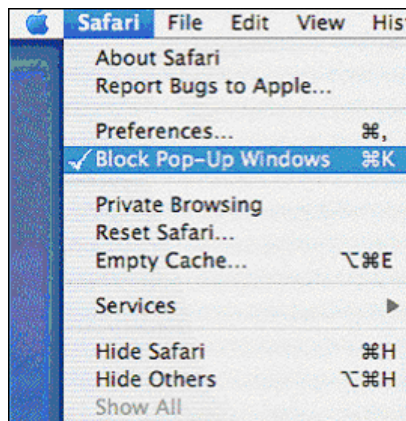 Safari File Edit View His
About Safari
Report Bugs to Apple...
Preferences... ⌘,
✓Block Pop-Up Windows ⌘K
Private Browsing
Reset Safari...
Empty Cache... ⌥⌘E
Services ▶
Hide Safari ⌘H
Hide Others ⌥⌘H
Show All